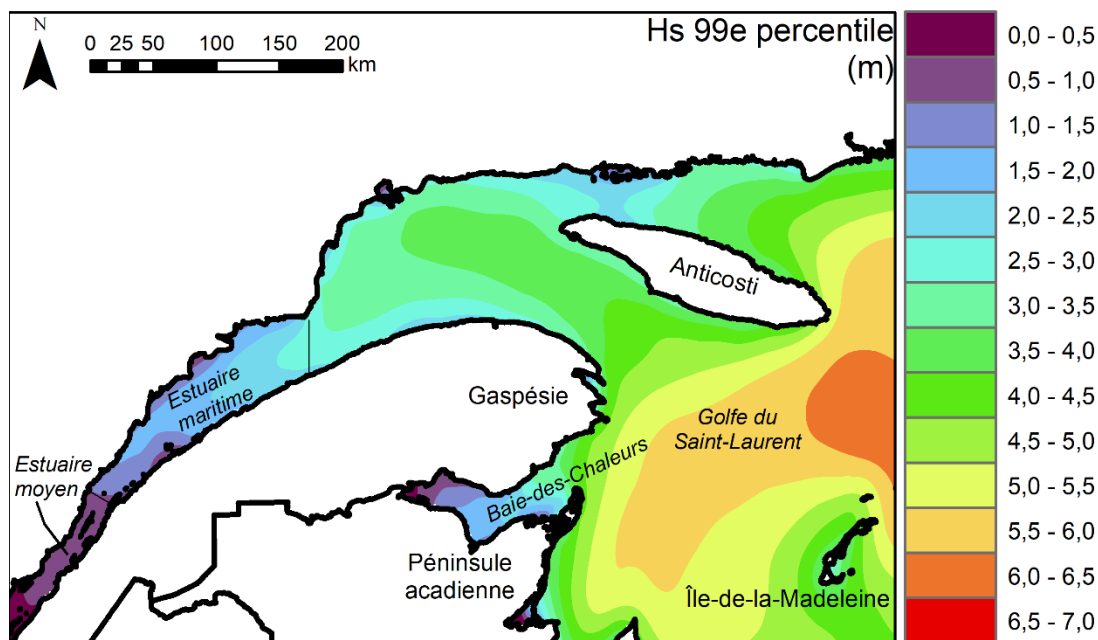 N
0 25 50 100 150 200
km
Hs 99e percentile
(m)
Anticosti
Gaspésie
Estuaire
maritime
Golfe du
Saint-Laurent
Estuaire
moyen
Baie-des-Chaleurs
Péninsule
acadienne
Île-de-la-Madeleine
0,0 - 0,5
0,5 - 1,0
1,0 - 1,5
1,5 - 2,0
2,0 - 2,5
2,5 - 3,0
3,0 - 3,5
3,5 - 4,0
4,0 - 4,5
4,5 - 5,0
5,0 - 5,5
5,5 - 6,0
6,0 - 6,5
6,5 - 7,0